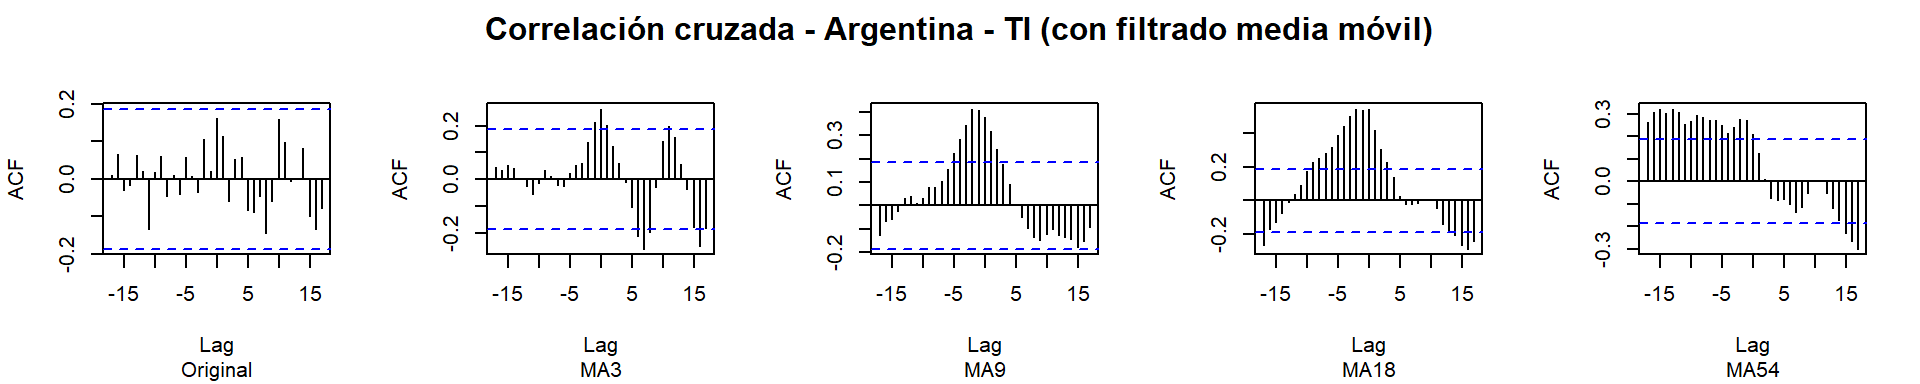 Correlación cruzada - Argentina - TI (con filtrado media móvil)
ACF
0.2
0.0
-0.2
-15 -5 5 15
Lag
Original
ACF
0.2
0.0
-0.2
-15 -5 5 15
Lag
MA3
ACF
0.3
0.1
-0.2
-15 -5 5 15
Lag
MA9
ACF
0.2
-0.2
-15 -5 5 15
Lag
MA18
ACF
0.3
0.0
-0.3
-15 -5 5 15
Lag
MA54